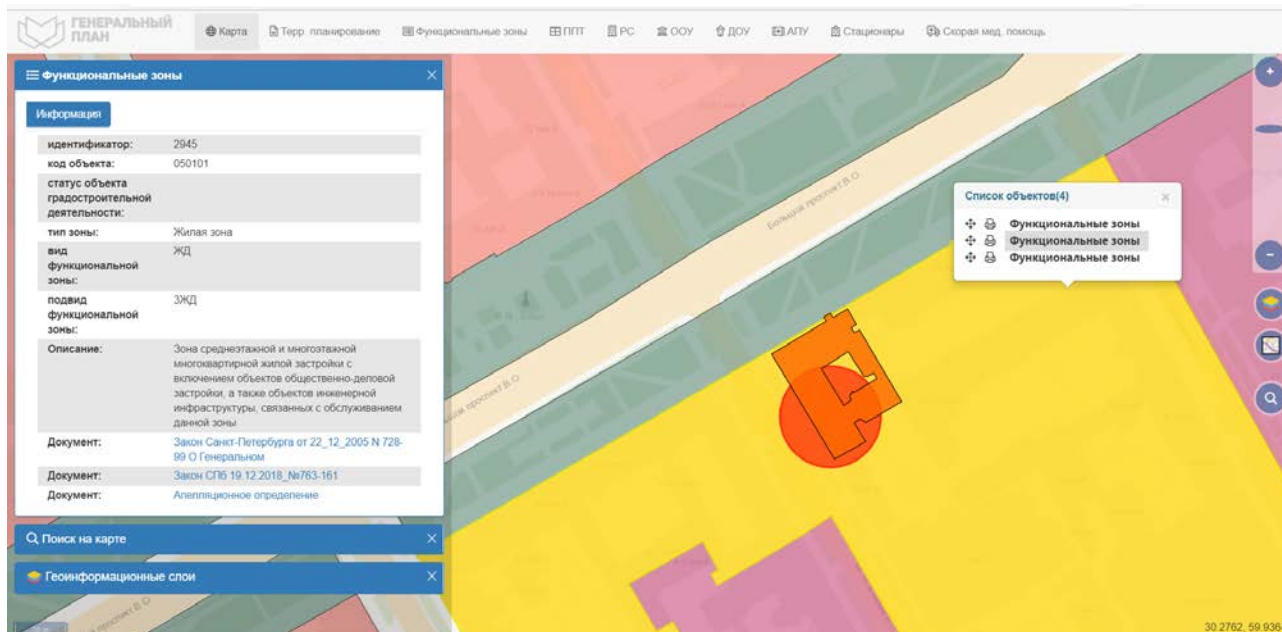 ГЕНЕРАЛЬНЫЙ
ПЛАН
Карта Терр. планирование Функциональные зоны ППТ РС ООУ ДОУ АПУ Стационары Скорая мед. помощь
Функциональные зоны
Информация
идентификатор: 2945
код объекта: 050101
статус объекта
градостроительной
деятельности:
тип зоны: Жилая зона
вид ЖД
функциональной
зоны:
подвид 3ЖД
функциональной
зоны:
Описание: Зона среднеэтажной и многоэтажной
многоквартирной жилой застройки с
включением объектов общественно-деловой
застройки, а также объектов инженерной
инфраструктуры, связанных с обслуживанием
данной зоны
Документ: Закон Санкт-Петербурга от 22_12_2005 N 728-
99 О Генеральном
Документ: Закон СПб 19.12.2018_№763-161
Документ: Апелляционное определение
Поиск на карте
Геоинформационные слои
Большой проспект В.О.
проспект В.О.
проспект В.О.
Список объектов(4)
Функциональные зоны
Функциональные зоны
Функциональные зоны
30.2762, 59.936